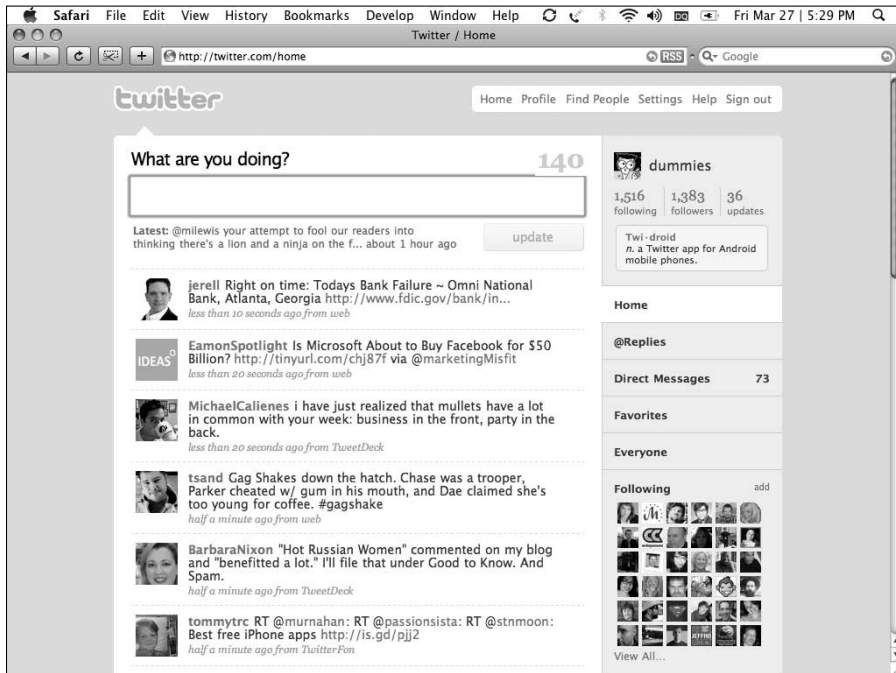 Safari File Edit View History Bookmarks Develop Window Help Fri Mar 27 | 5:29 PM
Twitter / Home
http://twitter.com/home RSS Google
twitter
Home Profile Find People Settings Help Sign out
What are you doing? 140
Latest: @milewis your attempt to fool our readers into
thinking there's a lion and a ninja on the f... about 1 hour ago
update
jerell Right on time: Todays Bank Failure ~ Omni National
Bank, Atlanta, Georgia http://www.fdic.gov/bank/in...
less than 10 seconds ago from web
IDEAS
EamonSpotlight Is Microsoft About to Buy Facebook for $50
Billion? http://tinyurl.com/chj87f via @marketingMisfit
less than 20 seconds ago from web
MichaelCalienes i have just realized that mullets have a lot
in common with your week: business in the front, party in the
back.
less than 20 seconds ago from TweetDeck
tsand Gag Shakes down the hatch. Chase was a trooper,
Parker cheated w/ gum in his mouth, and Dae claimed she's
too young for coffee. #gagshake
half a minute ago from web
BarbaraNixon "Hot Russian Women" commented on my blog
and "benefitted a lot." I'll file that under Good to Know. And
Spam.
half a minute ago from TweetDeck
tommytrc RT @murnahan: RT @passionsista: RT @stnmoon:
Best free iPhone apps http://is.gd/pjj2
half a minute ago from TwitterFon
dummies
1,516 1,383 36
following followers updates
Twi·droid
n. a Twitter app for Android
mobile phones.
Home
@Replies
Direct Messages 73
Favorites
Everyone
Following add
View All...